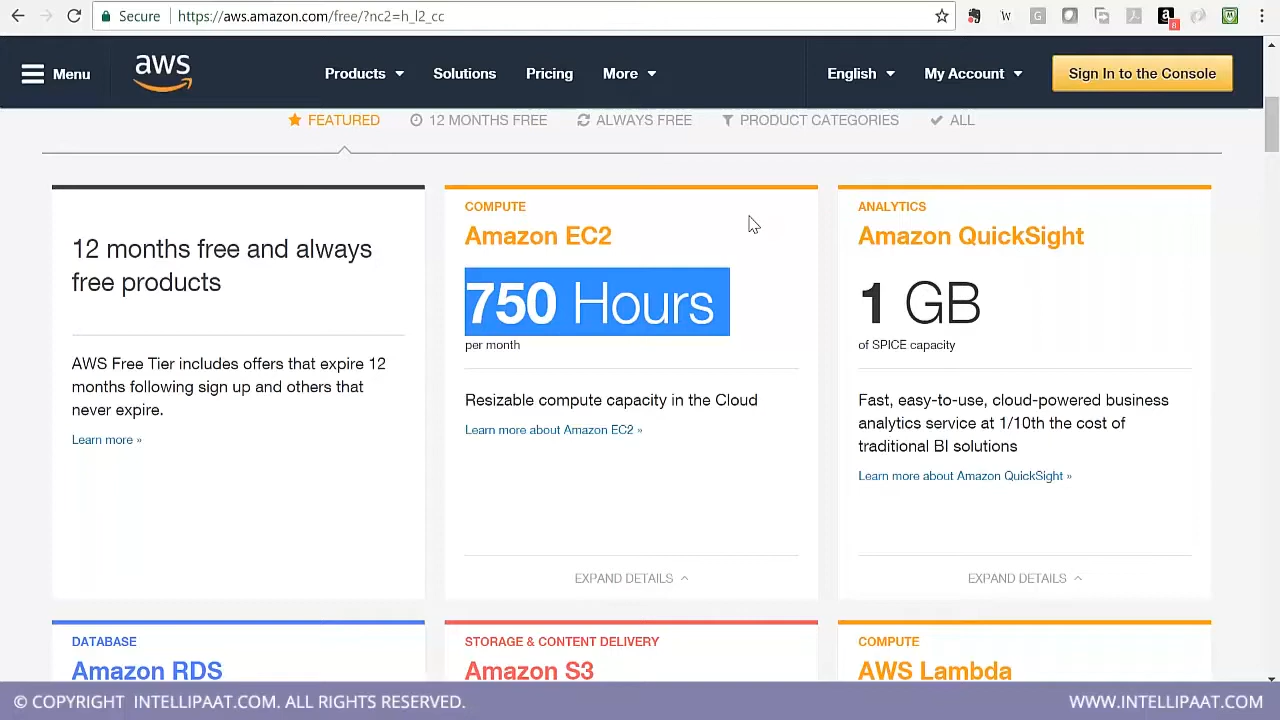 Secure
https://aws.amazon.com/free/?nc2=h_l2_cc
W
G
a
8
Menu
aws
Products
Solutions
Pricing
More
English
My Account
Sign In to the Console
FEATURED
12 MONTHS FREE
ALWAYS FREE
PRODUCT CATEGORIES
ALL
12 months free and always
free products
AWS Free Tier includes offers that expire 12
months following sign up and others that
never expire.
Learn more »
COMPUTE
Amazon EC2
750 Hours
per month
Resizable compute capacity in the Cloud
Learn more about Amazon EC2 »
EXPAND DETAILS
ANALYTICS
Amazon QuickSight
1 GB
of SPICE capacity
Fast, easy-to-use, cloud-powered business
analytics service at 1/10th the cost of
traditional BI solutions
Learn more about Amazon QuickSight »
EXPAND DETAILS
DATABASE
Amazon RDS
STORAGE & CONTENT DELIVERY
Amazon S3
COMPUTE
AWS Lambda
© COPYRIGHT INTELLIPAAT.COM. ALL RIGHTS RESERVED.
WWW.INTELLIPAAT.COM